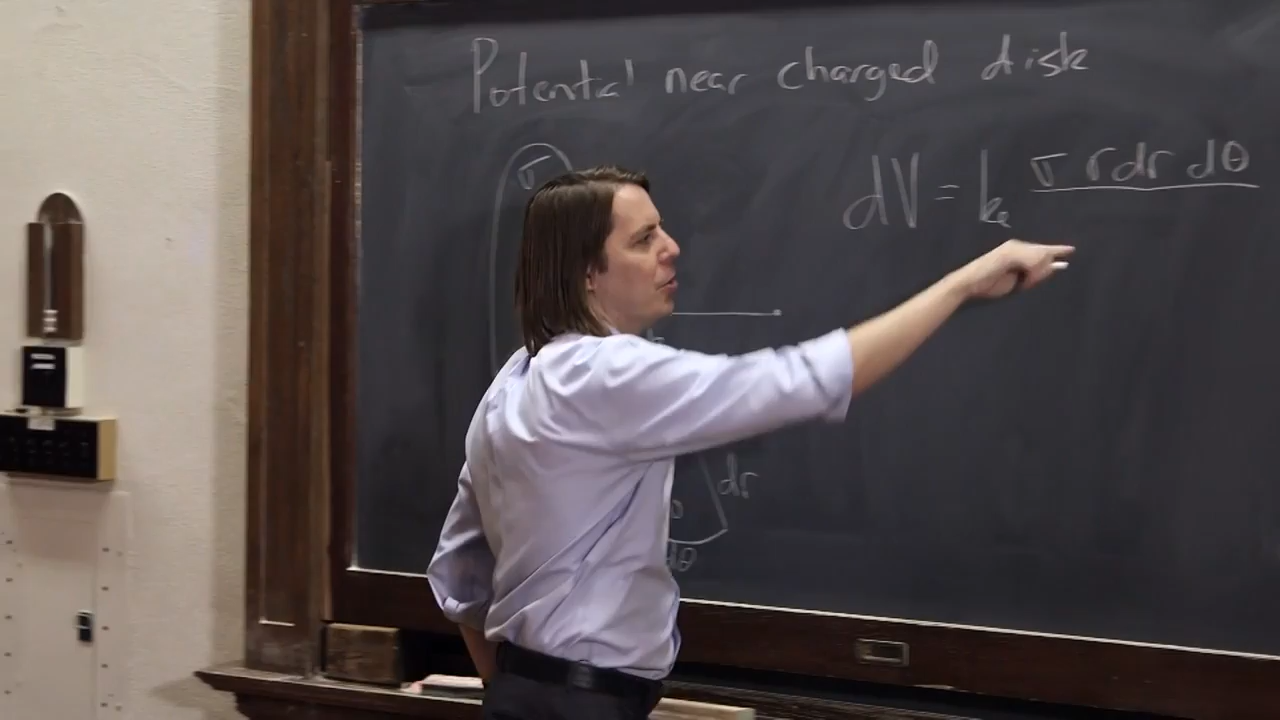 Potential near charged disk
σ
dV = kₑ σ r dr dθ
dr
dθ